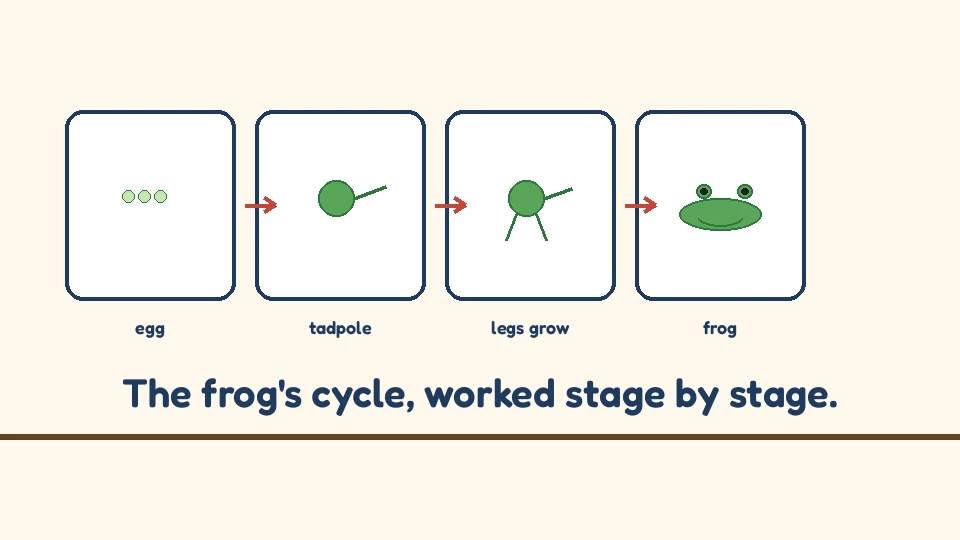 egg
tadpole
legs grow
frog
The frog's cycle, worked stage by stage.